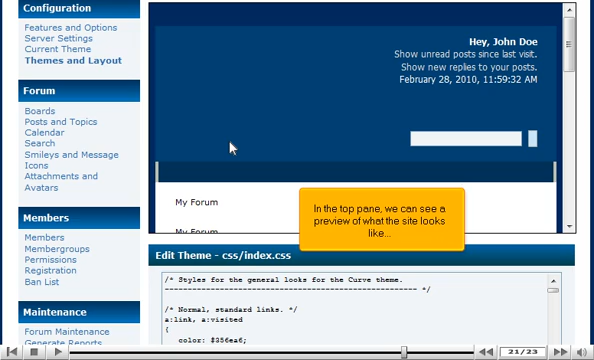 Configuration
Features and Options
Server Settings
Current Theme
Themes and Layout
Forum
Boards
Posts and Topics
Calendar
Search
Smileys and Message
Icons
Attachments and
Avatars
Members
Members
Membergroups
Permissions
Registration
Ban List
Maintenance
Forum Maintenance
Generate Reports
Hey, John Doe
Show unread posts since last visit.
Show new replies to your posts.
February 28, 2010, 11:59:32 AM
My Forum
My Forum
In the top pane, we can see a
preview of what the site looks
like...
Edit Theme - css/index.css
/* Styles for the general looks for the Curve theme.
------------------------------------------------------- */
/* Normal, standard links. */
a:link, a:visited
{
color: #356ea6;
21/23